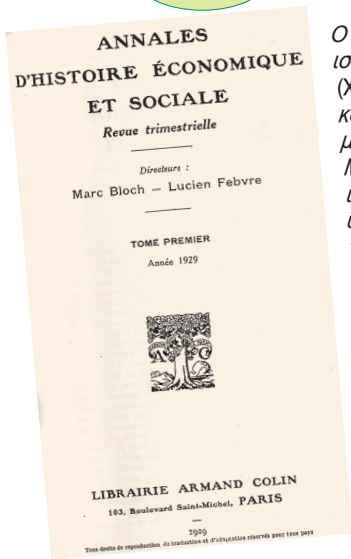 ANNALES
D'HISTOIRE ÉCONOMIQUE
ET SOCIALE
Revue trimestrielle
Directeurs :
Marc Bloch — Lucien Febvre
TOME PREMIER
Année 1929
A C
LIBRAIRIE ARMAND COLIN
103, Boulevard Saint-Michel, PARIS
1929
Tous droits de reproduction, de traduction et d'adaptation réservés pour tous pays
Ο
ισ
(Χ